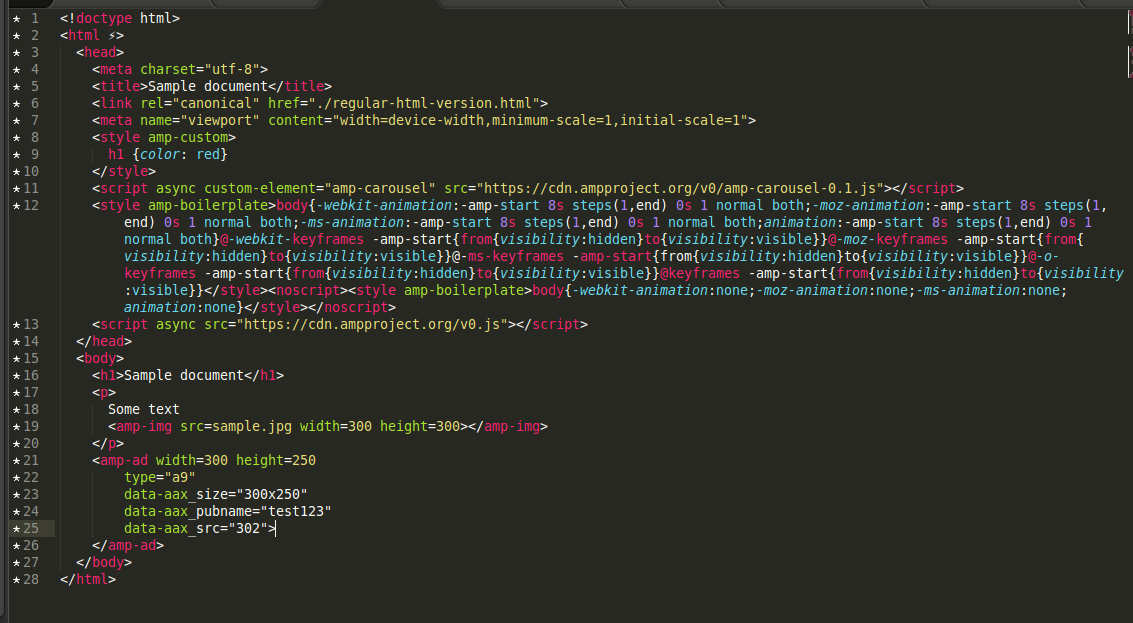 ★ 1 <!doctype html>
★ 2 <html ⚡>
★ 3 <head>
★ 4 <meta charset="utf-8">
★ 5 <title>Sample document</title>
★ 6 <link rel="canonical" href="./regular-html-version.html">
★ 7 <meta name="viewport" content="width=device-width,minimum-scale=1,initial-scale=1">
★ 8 <style amp-custom>
★ 9 h1 {color: red}
★ 10 </style>
★ 11 <script async custom-element="amp-carousel" src="https://cdn.ampproject.org/v0/amp-carousel-0.1.js"></script>
★ 12 <style amp-boilerplate>body{-webkit-animation:-amp-start 8s steps(1,end) 0s 1 normal both;-moz-animation:-amp-start 8s steps(1,
end) 0s 1 normal both;-ms-animation:-amp-start 8s steps(1,end) 0s 1 normal both;animation:-amp-start 8s steps(1,end) 0s 1
normal both}@-webkit-keyframes -amp-start{from{visibility:hidden}to{visibility:visible}}@-moz-keyframes -amp-start{from{
visibility:hidden}to{visibility:visible}}@-ms-keyframes -amp-start{from{visibility:hidden}to{visibility:visible}}@-o-
keyframes -amp-start{from{visibility:hidden}to{visibility:visible}}@keyframes -amp-start{from{visibility:hidden}to{visibility
:visible}}</style><noscript><style amp-boilerplate>body{-webkit-animation:none;-moz-animation:none;-ms-animation:none;
animation:none}</style></noscript>
★ 13 <script async src="https://cdn.ampproject.org/v0.js"></script>
★ 14 </head>
★ 15 <body>
★ 16 <h1>Sample document</h1>
★ 17 <p>
★ 18 Some text
★ 19 <amp-img src=sample.jpg width=300 height=300></amp-img>
★ 20 </p>
★ 21 <amp-ad width=300 height=250
★ 22 type="a9"
★ 23 data-aax_size="300x250"
★ 24 data-aax_pubname="test123"
★ 25 data-aax_src="302">
★ 26 </amp-ad>
★ 27 </body>
★ 28 </html>